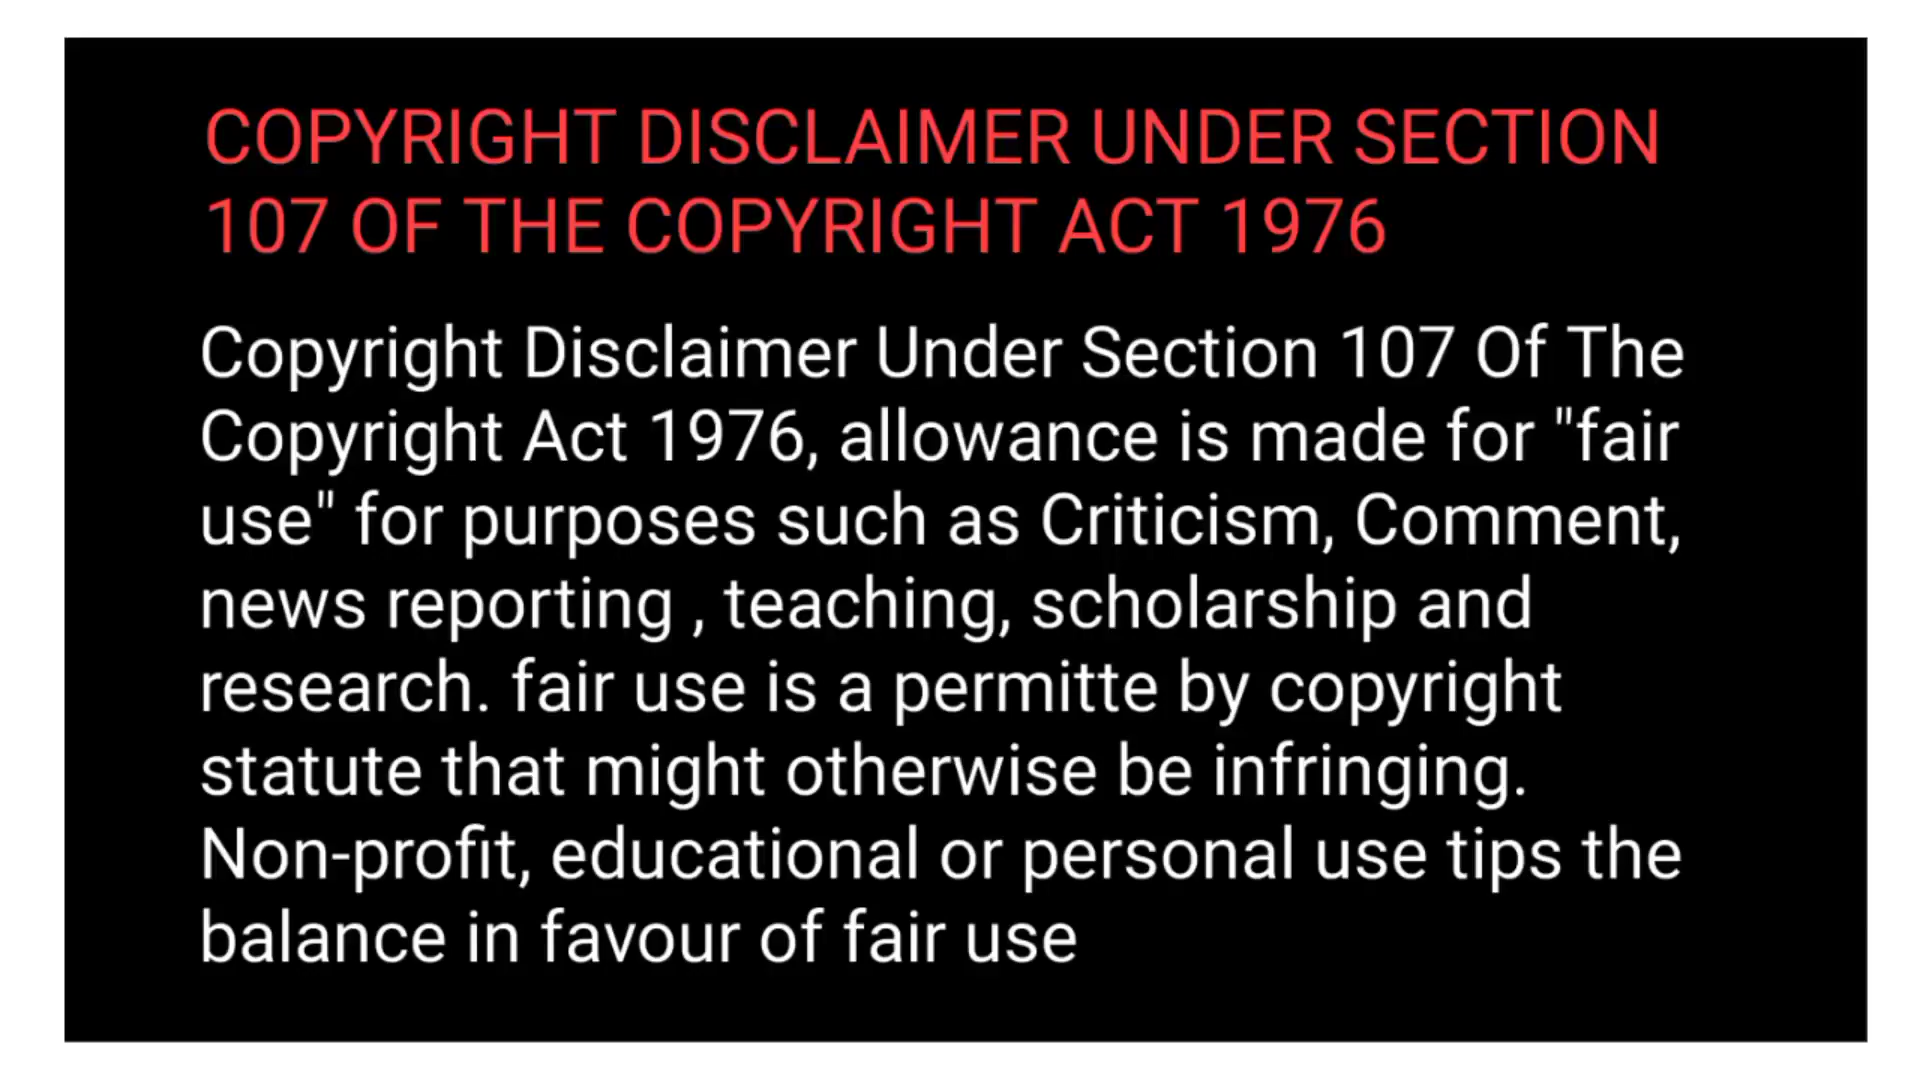 COPYRIGHT DISCLAIMER UNDER SECTION
107 OF THE COPYRIGHT ACT 1976
Copyright Disclaimer Under Section 107 Of The
Copyright Act 1976, allowance is made for "fair
use" for purposes such as Criticism, Comment,
news reporting , teaching, scholarship and
research. fair use is a permitte by copyright
statute that might otherwise be infringing.
Non-profit, educational or personal use tips the
balance in favour of fair use